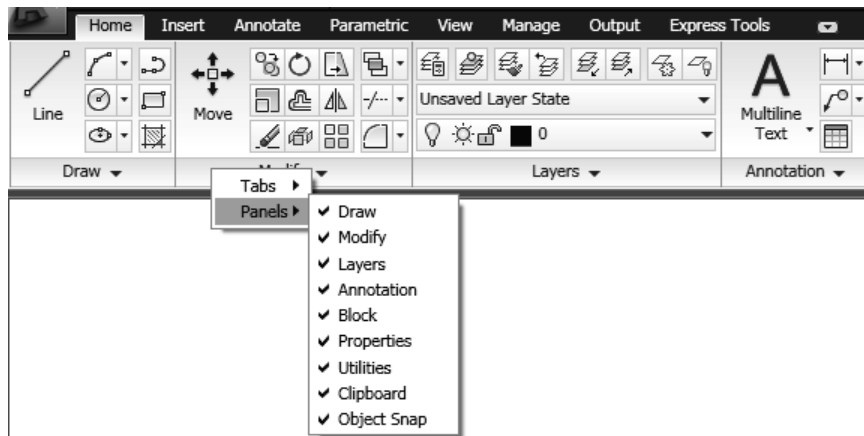 Home Insert Annotate Parametric View Manage Output Express Tools
Line
Move
Unsaved Layer State
0
Multiline
Text
Draw
Layers
Annotation
Tabs
Panels
Draw
Modify
Layers
Annotation
Block
Properties
Utilities
Clipboard
Object Snap